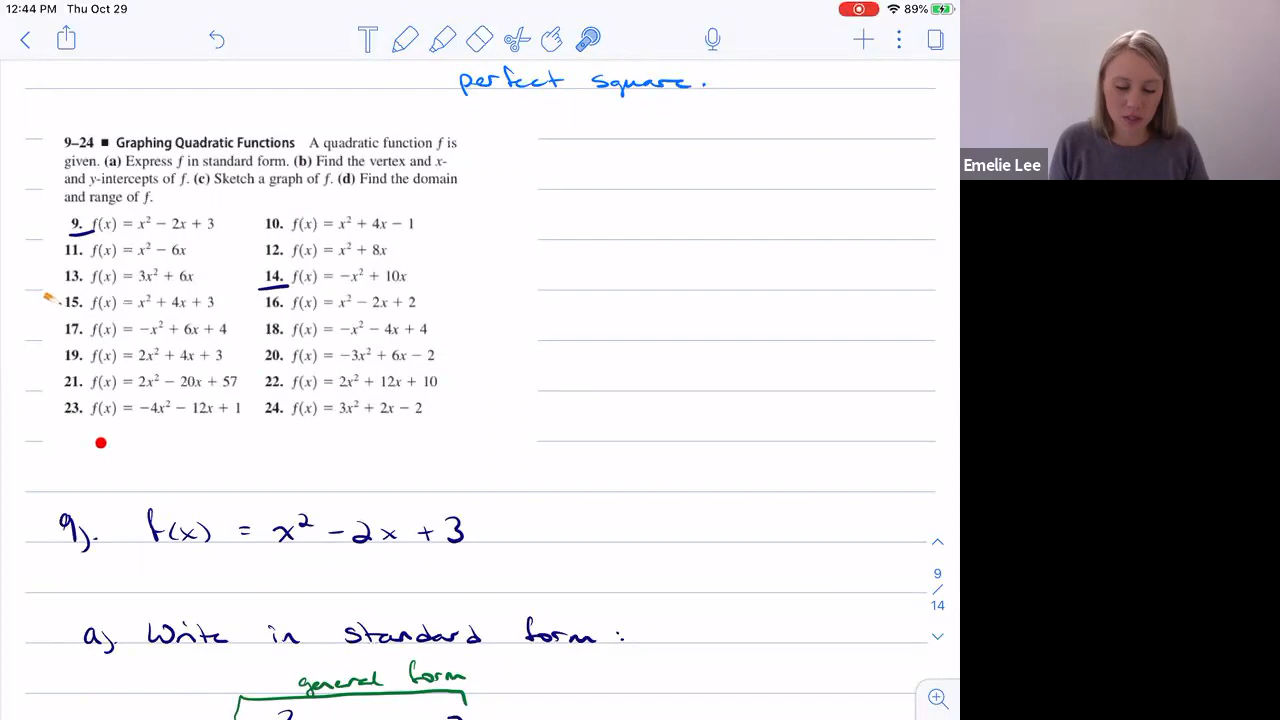 12:44 PM Thu Oct 29
89%
perfect square.
9–24 ■ Graphing Quadratic Functions A quadratic function f is
given. (a) Express f in standard form. (b) Find the vertex and x-
and y-intercepts of f. (c) Sketch a graph of f. (d) Find the domain
and range of f.
9. f(x) = x² − 2x + 3 10. f(x) = x² + 4x − 1
11. f(x) = x² − 6x 12. f(x) = x² + 8x
13. f(x) = 3x² + 6x 14. f(x) = −x² + 10x
15. f(x) = x² + 4x + 3 16. f(x) = x² − 2x + 2
17. f(x) = −x² + 6x + 4 18. f(x) = −x² − 4x + 4
19. f(x) = 2x² + 4x + 3 20. f(x) = −3x² + 6x − 2
21. f(x) = 2x² − 20x + 57 22. f(x) = 2x² + 12x + 10
23. f(x) = −4x² − 12x + 1 24. f(x) = 3x² + 2x − 2
9). f(x) = x² − 2x + 3
a). Write in standard form :
general form
9
/
14
Emelie Lee